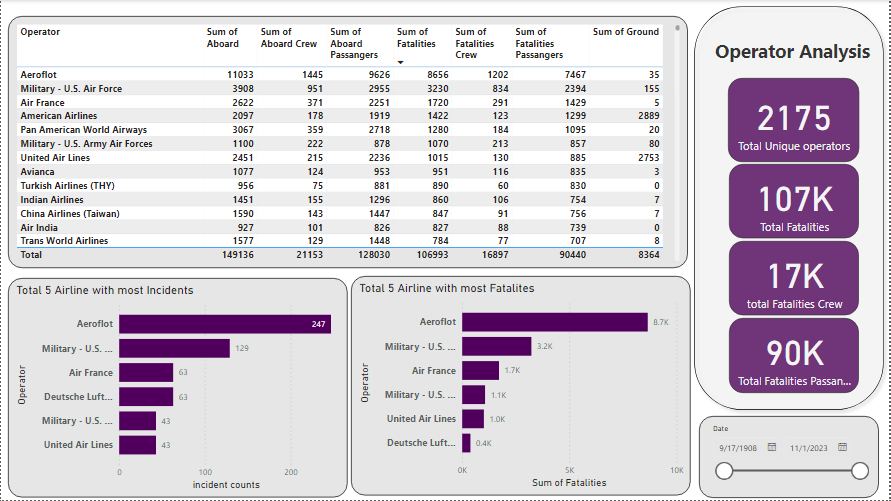 Operator Sum of Aboard Sum of Aboard Crew Sum of Aboard Passangers Sum of Fatalities Sum of Fatalities Crew Sum of Fatalities Passangers Sum of Ground
Aeroflot 11033 1445 9626 8656 1202 7467 35
Military - U.S. Air Force 3908 951 2955 3230 834 2394 155
Air France 2622 371 2251 1720 291 1429 5
American Airlines 2097 178 1919 1422 123 1299 2889
Pan American World Airways 3067 359 2718 1280 184 1095 20
Military - U.S. Army Air Forces 1100 222 878 1070 213 857 80
United Air Lines 2451 215 2236 1015 130 885 2753
Avianca 1077 124 953 951 116 835 3
Turkish Airlines (THY) 956 75 881 890 60 830 0
Indian Airlines 1451 155 1296 860 106 754 7
China Airlines (Taiwan) 1590 143 1447 847 91 756 7
Air India 927 101 826 827 88 739 0
Trans World Airlines 1577 129 1448 784 77 707 8
Total 149136 21153 128030 106993 16897 90440 8364
Operator Analysis
2175
Total Unique operators
107K
Total Fatalities
17K
total Fatalities Crew
90K
Total Fatalities Passan...
Total 5 Airline with most Incidents
Operator
Aeroflot 247
Military - U.S. ... 129
Air France 63
Deutsche Luft... 63
Military - U.S. ... 43
United Air Lines 43
0 100 200
incident counts
Total 5 Airline with most Fatalites
Operator
Aeroflot 8.7K
Military - U.S. ... 3.2K
Air France 1.7K
Military - U.S. ... 1.1K
United Air Lines 1.0K
Deutsche Luft... 0.4K
0K 5K 10K
Sum of Fatalities
Date
9/17/1908 11/1/2023